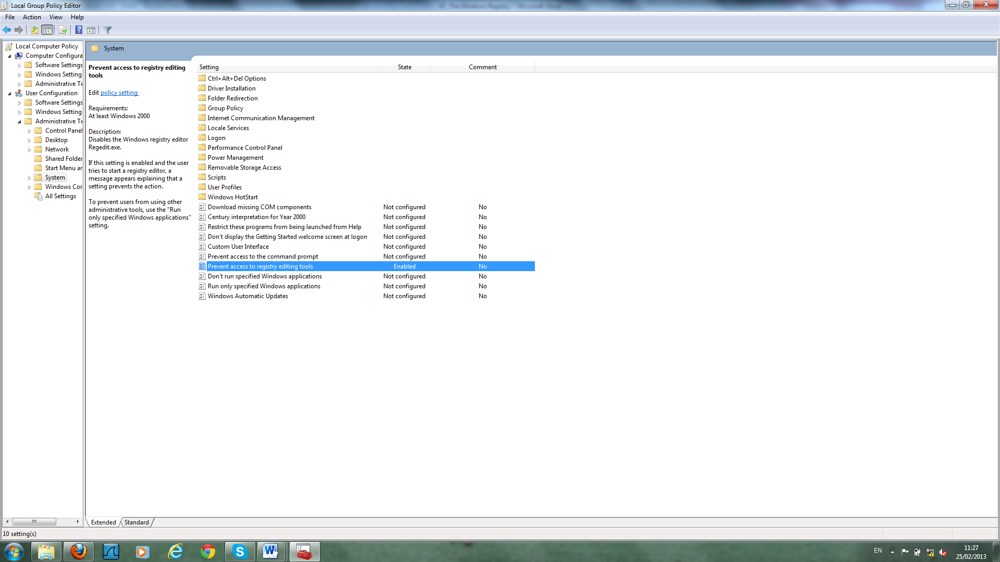 Local Group Policy Editor
File Action View Help
Local Computer Policy
Computer Configura
Software Settings
Windows Setting
Administrative Te
User Configuration
Software Settings
Windows Setting
Administrative Te
Control Panel
Desktop
Network
Shared Folder
Start Menu ar
System
Windows Cor
All Settings
System
Prevent access to registry editing
tools
Edit policy setting
Requirements:
At least Windows 2000
Description:
Disables the Windows registry editor
Regedit.exe.
If this setting is enabled and the user
tries to start a registry editor, a
message appears explaining that a
setting prevents the action.
To prevent users from using other
administrative tools, use the "Run
only specified Windows applications"
setting.
Setting State Comment
Ctrl+Alt+Del Options
Driver Installation
Folder Redirection
Group Policy
Internet Communication Management
Locale Services
Logon
Performance Control Panel
Power Management
Removable Storage Access
Scripts
User Profiles
Windows HotStart
Download missing COM components Not configured No
Century interpretation for Year 2000 Not configured No
Restrict these programs from being launched from Help Not configured No
Don't display the Getting Started welcome screen at logon Not configured No
Custom User Interface Not configured No
Prevent access to the command prompt Not configured No
Prevent access to registry editing tools Enabled No
Don't run specified Windows applications Not configured No
Run only specified Windows applications Not configured No
Windows Automatic Updates Not configured No
Extended Standard
10 setting(s)
EN
11:27
25/02/2013